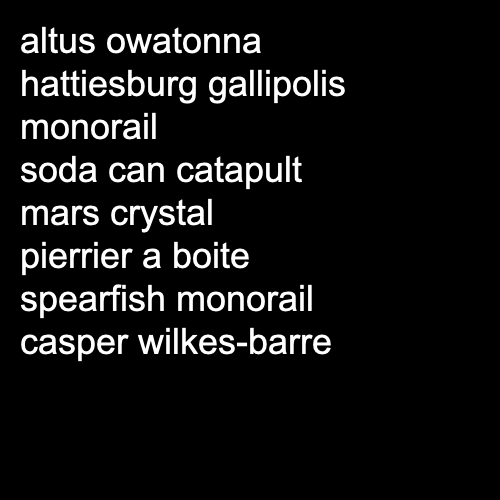 altus owatonna
hattiesburg gallipolis
monorail
soda can catapult
mars crystal
pierrier a boite
spearfish monorail
casper wilkes-barre